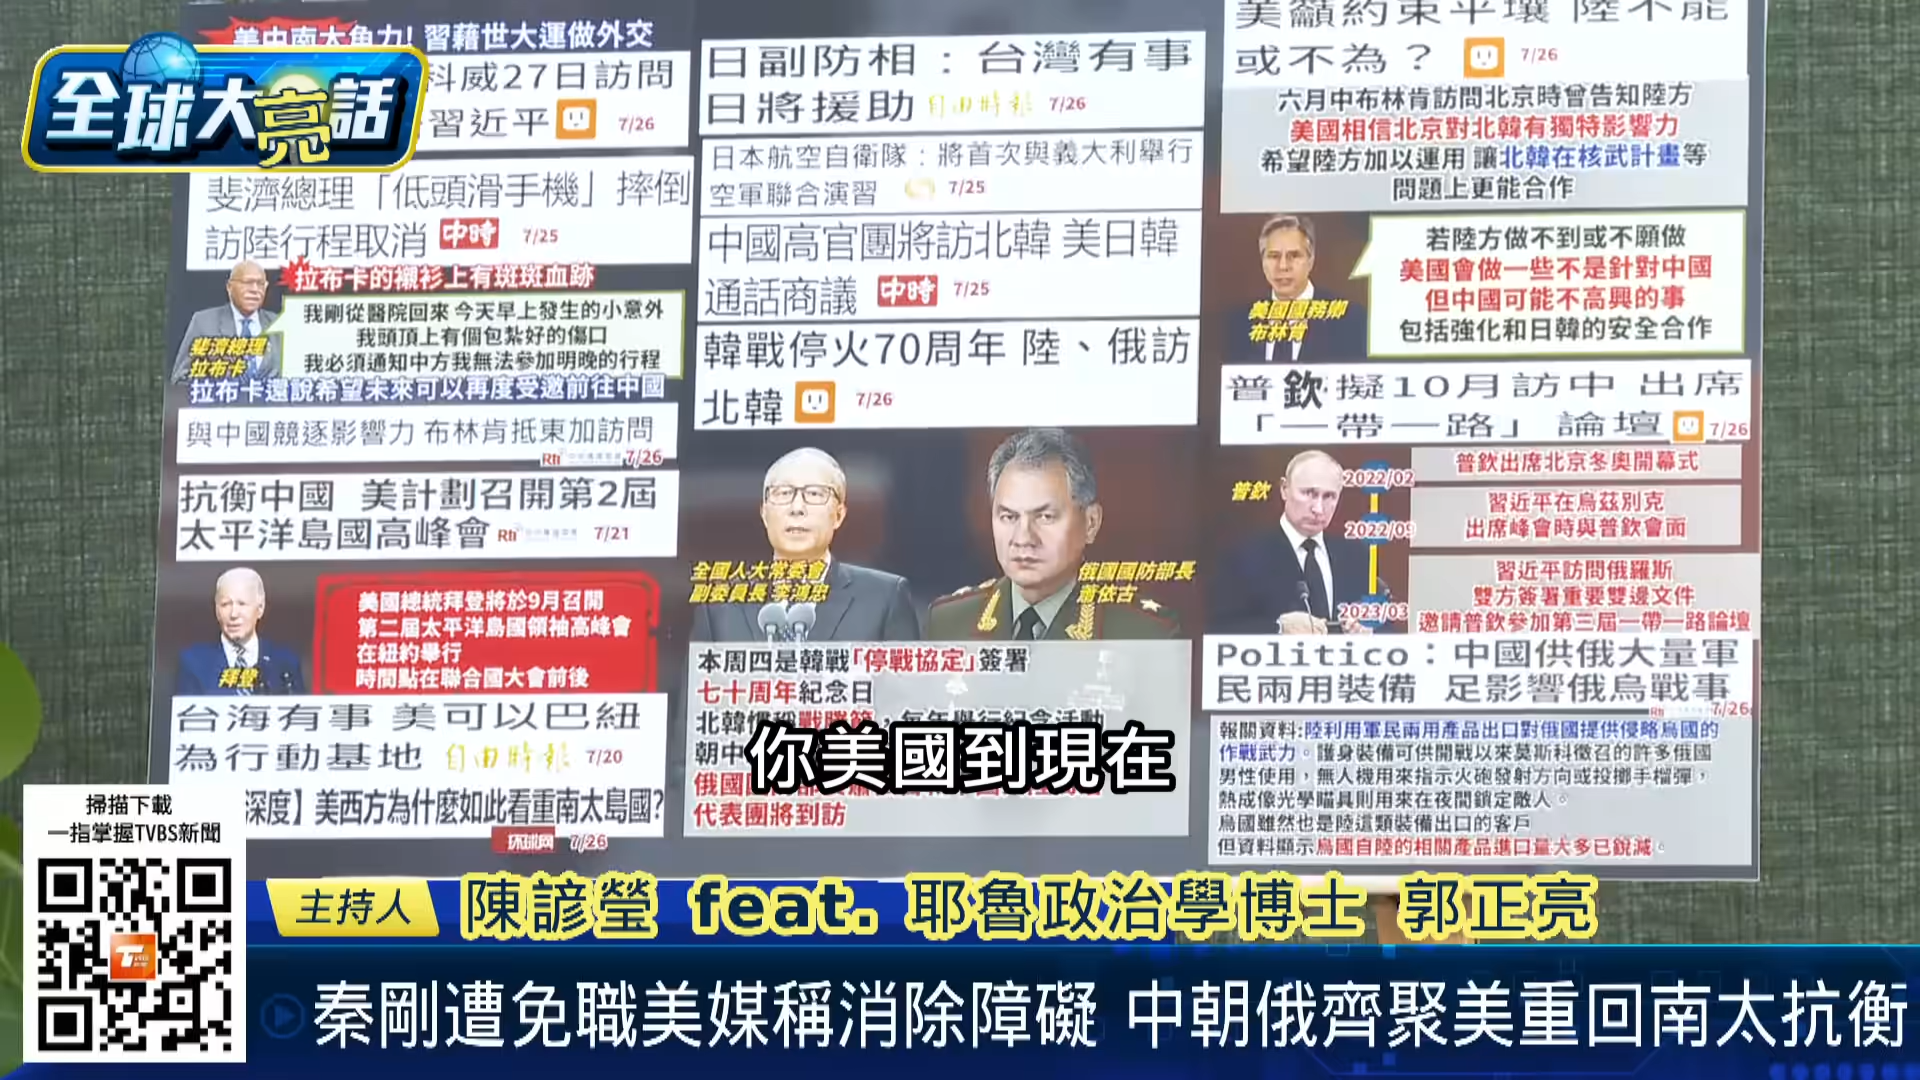 全球大亮話
美中南太角力! 習藉世大運做外交
科威27日訪問
習近平
7/26
斐濟總理「低頭滑手機」摔倒
訪陸行程取消 中時 7/25
拉布卡的襯衫上有斑斑血跡
我剛從醫院回來 今天早上發生的小意外
我頭頂上有個包紮好的傷口
我必須通知中方我無法參加明晚的行程
斐濟總理
拉布卡
拉布卡還說希望未來可以再度受邀前往中國
與中國競逐影響力 布林肯抵東加訪問
Rti 7/26
抗衡中國 美計劃召開第2屆
太平洋島國高峰會 Rti 7/21
美國總統拜登將於9月召開
第二屆太平洋島國領袖高峰會
在紐約舉行
時間點在聯合國大會前後
拜登
台海有事 美可以巴紐
為行動基地 自由時報 7/20
深度】美西方為什麼如此看重南太島國?
环球网 7/26
日副防相：台灣有事
日將援助 自由時報 7/26
日本航空自衛隊：將首次與義大利舉行
空軍聯合演習 7/25
中國高官團將訪北韓 美日韓
通話商議 中時 7/25
韓戰停火70周年 陸、俄訪
北韓 7/26
全國人大常委會
副委員長 李鴻忠
俄國國防部長
蕭依古
本周四是韓戰「停戰協定」簽署
七十周年紀念日
北韓慣稱戰勝節，每年舉行紀念活動
朝中
俄國國
代表團將到訪
美籲約束平壤 陸不能
或不為？ 7/26
六月中布林肯訪問北京時曾告知陸方
美國相信北京對北韓有獨特影響力
希望陸方加以運用 讓北韓在核武計畫等
問題上更能合作
若陸方做不到或不願做
美國會做一些不是針對中國
但中國可能不高興的事
包括強化和日韓的安全合作
美國國務卿
布林肯
普欽擬10月訪中 出席
「一帶一路」論壇 7/26
普欽
2022/02
普欽出席北京冬奧開幕式
2022/09
習近平在烏茲別克
出席峰會時與普欽會面
2023/03
習近平訪問俄羅斯
雙方簽署重要雙邊文件
邀請普欽參加第三屆一帶一路論壇
Politico：中國供俄大量軍
民兩用裝備 足影響俄烏戰事
Rti 7/26
報關資料:陸利用軍民兩用產品出口對俄國提供侵略烏國的
作戰武力。護身裝備可供開戰以來莫斯科徵召的許多俄國
男性使用，無人機用來指示火砲發射方向或投擲手榴彈，
熱成像光學瞄具則用來在夜間鎖定敵人。
烏國雖然也是陸這類裝備出口的客戶
但資料顯示烏國自陸的相關產品進口量大多已銳減。
你美國到現在
掃描下載
一指掌握TVBS新聞
主持人 陳諺瑩 feat. 耶魯政治學博士 郭正亮
秦剛遭免職美媒稱消除障礙 中朝俄齊聚美重回南太抗衡